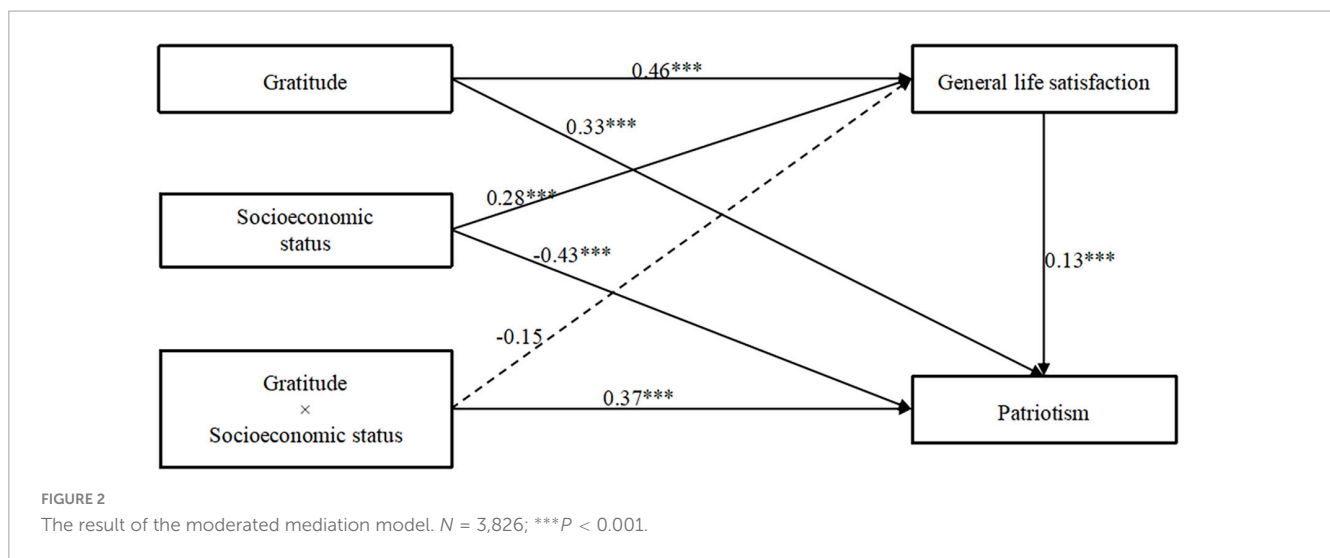 Gratitude
0.46***
General life satisfaction
0.33***
0.28***
Socioeconomic
status
-0.43***
0.13***
-0.15
Gratitude
×
Socioeconomic status
0.37***
Patriotism
FIGURE 2
The result of the moderated mediation model. N = 3,826; ***P < 0.001.